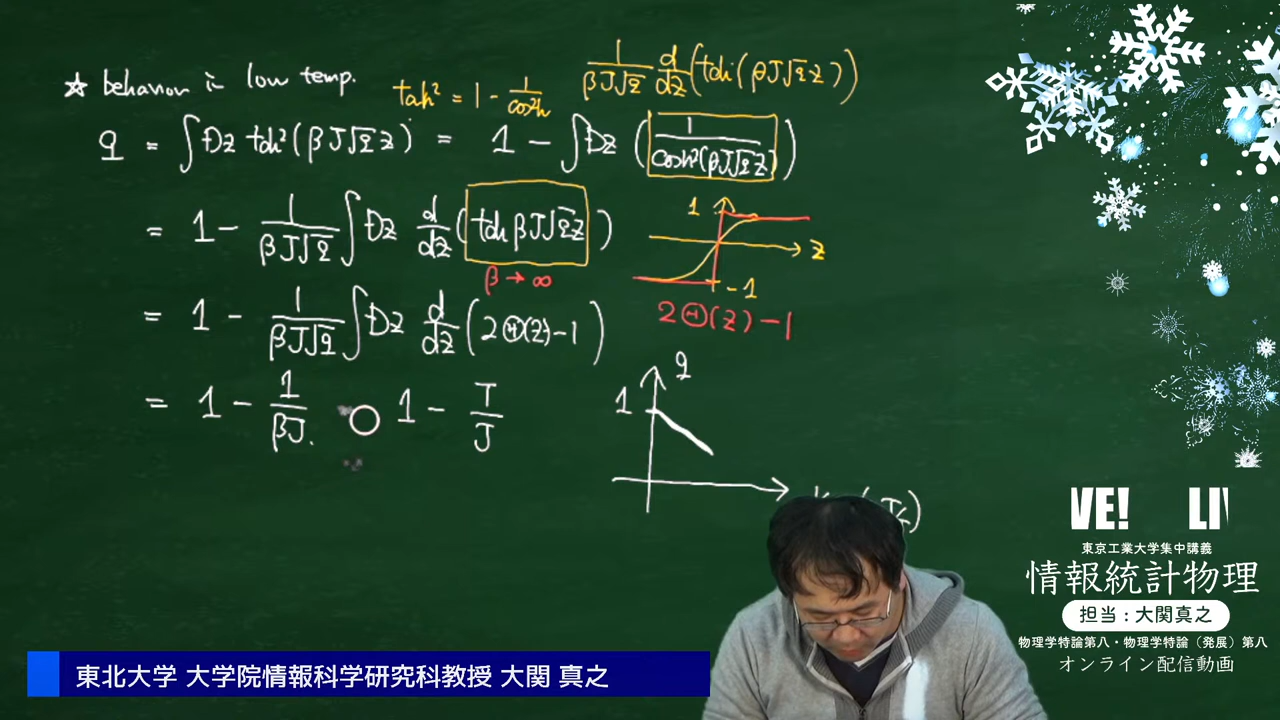 ☆ behavior in low temp.
tanh² = 1 - 1/cosh²
1/(βJ√q) d/dz (tanh(βJ√q z))
q = ∫Dz tanh²(βJ√q z) = 1 - ∫Dz (1/cosh²(βJ√q z))
= 1 - 1/(βJ√q) ∫Dz d/dz (tanh βJ√q z)
β → ∞
1
z
-1
2Θ(z) - 1
= 1 - 1/(βJ√q) ∫Dz d/dz (2Θ(z) - 1)
= 1 - 1/(βJ). 1 - T/J
q
1
VE! LIV
東京工業大学集中講義
情報統計物理
担当：大関真之
物理学特論第八・物理学特論（発展）第八
オンライン配信動画
東北大学 大学院情報科学研究科教授 大関 真之